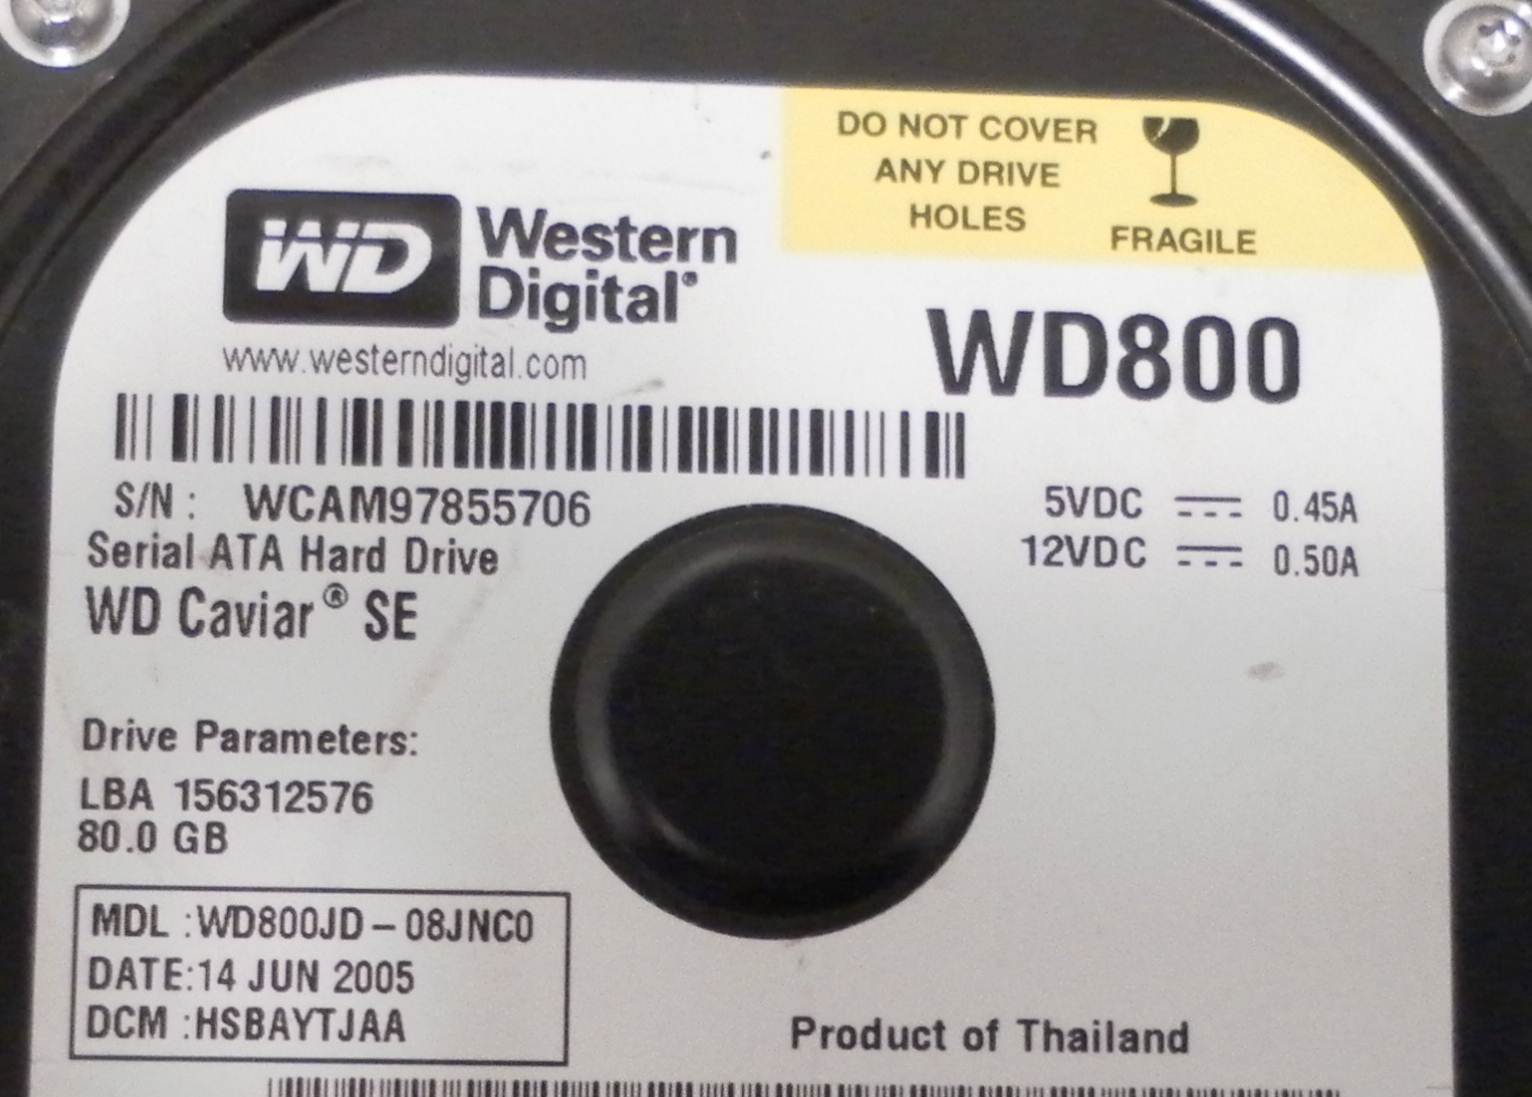 DO NOT COVER
ANY DRIVE
HOLES
FRAGILE
WD Western
Digital®
www.westerndigital.com
WD800
S/N : WCAM97855706
Serial ATA Hard Drive
WD Caviar® SE
5VDC 0.45A
12VDC 0.50A
Drive Parameters:
LBA 156312576
80.0 GB
MDL :WD800JD – 08JNC0
DATE:14 JUN 2005
DCM :HSBAYTJAA
Product of Thailand